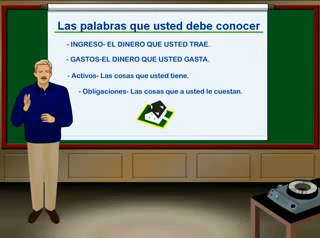 Las palabras que usted debe conocer
- INGRESO- EL DINERO QUE USTED TRAE.
- GASTOS-EL DINERO QUE USTED GASTA.
- Activos- Las cosas que usted tiene.
- Obligaciones- Las cosas que a usted le cuestan.